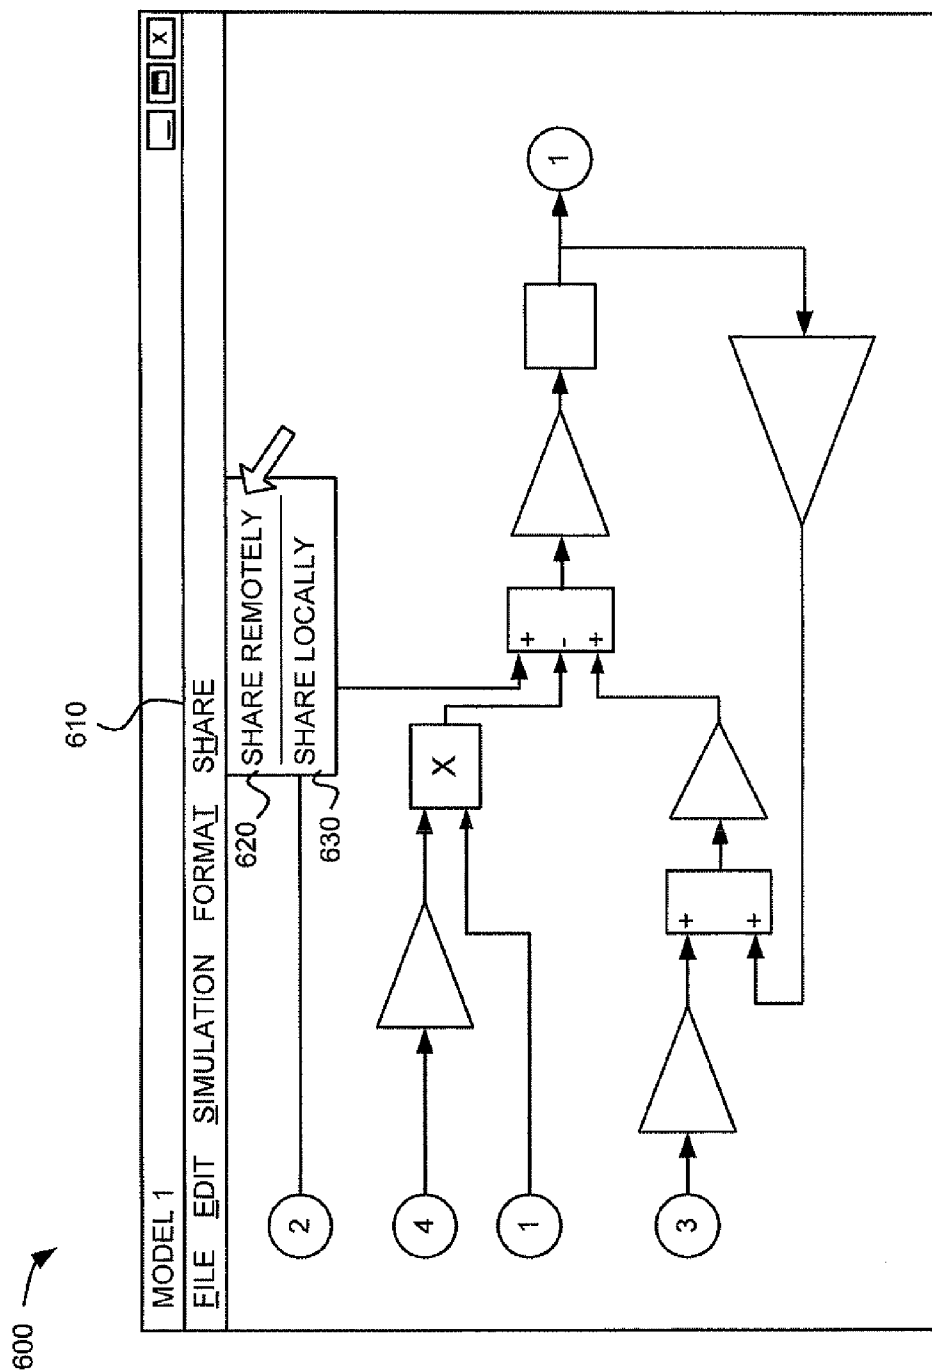 600
MODEL 1
_ X
FILE EDIT SIMULATION FORMAT SHARE
610
620
SHARE REMOTELY
630
SHARE LOCALLY
2
4
X
1
+
-
+
1
3
+
+